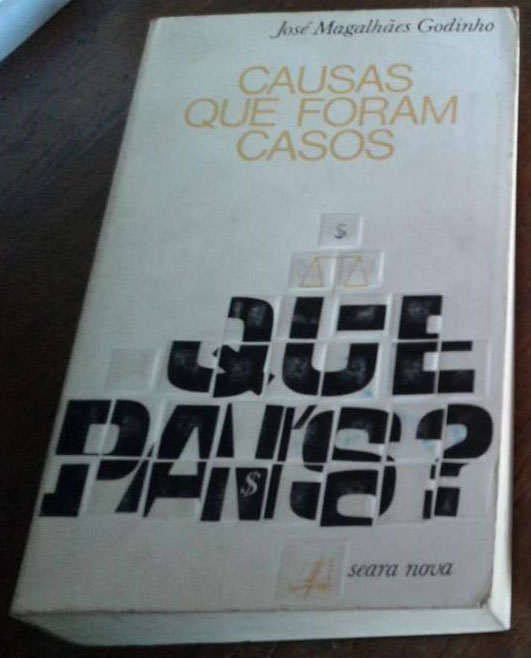 José Magalhães Godinho
CAUSAS
QUE FORAM
CASOS
$
QUE
PAÍS?
$
seara nova